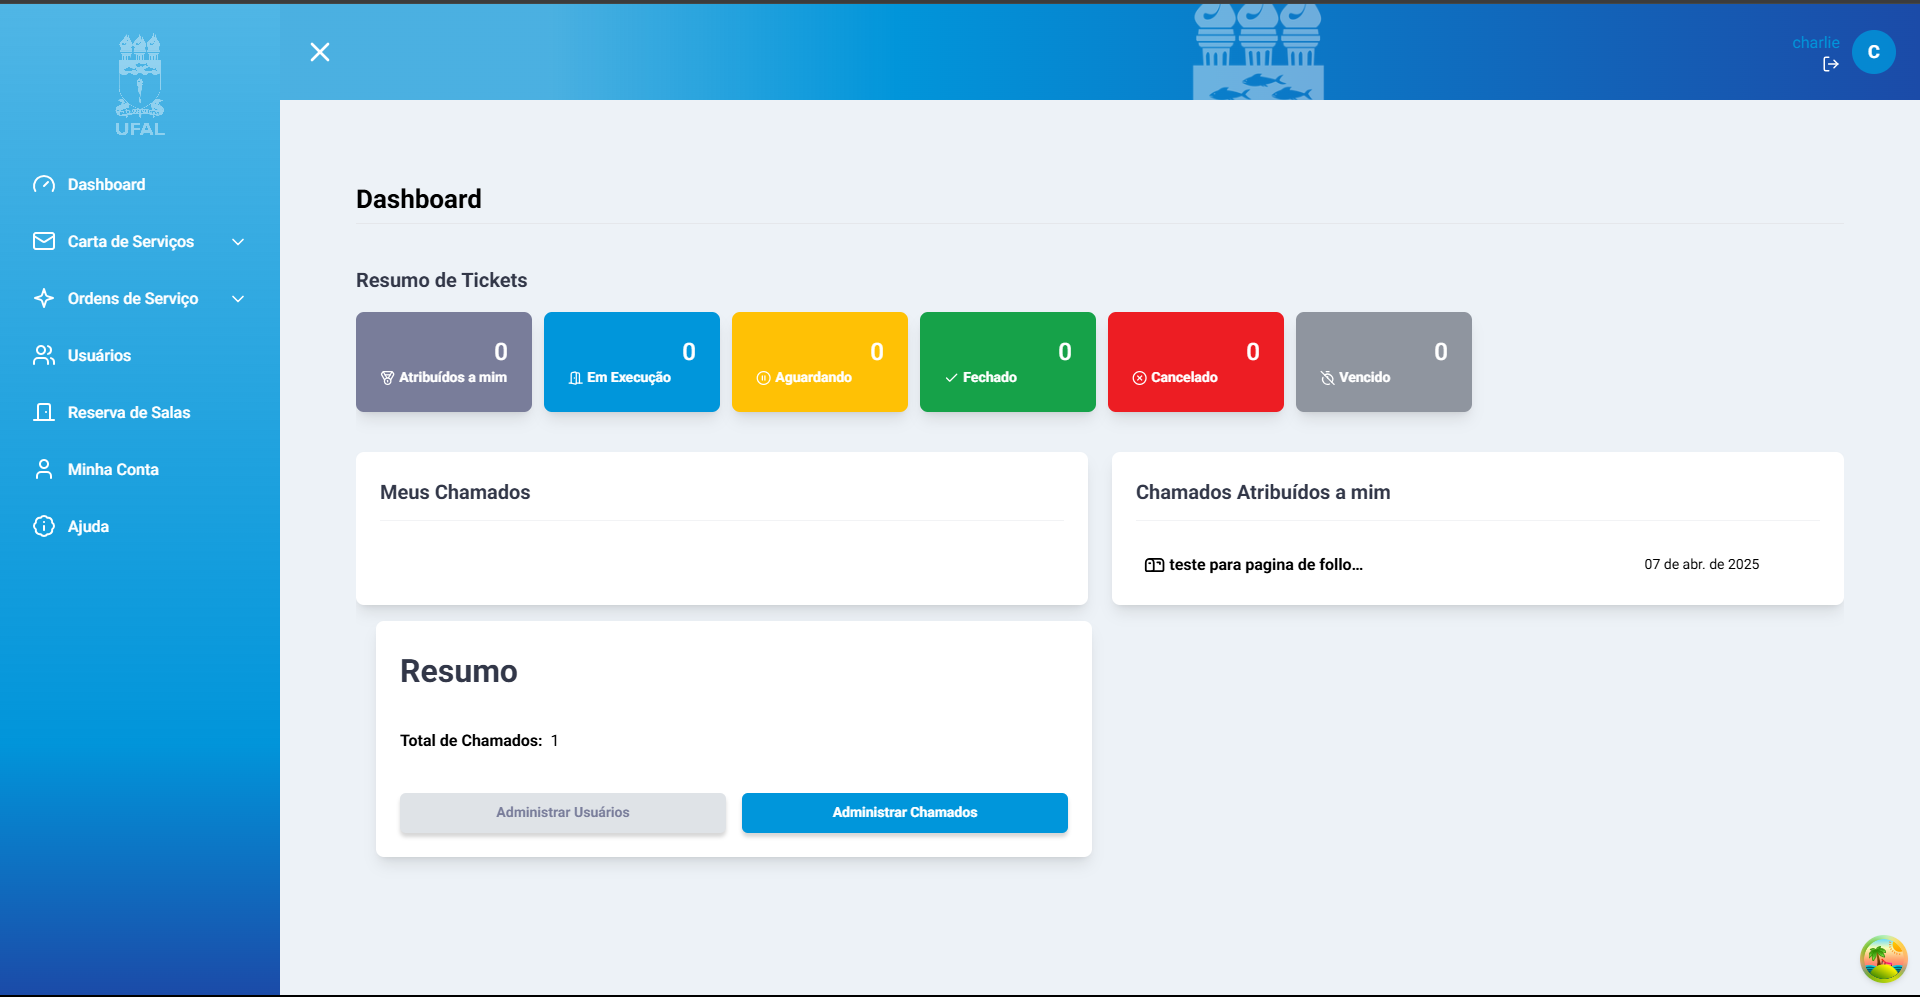 UFAL
Dashboard
Carta de Serviços
Ordens de Serviço
Usuários
Reserva de Salas
Minha Conta
Ajuda
charlie
C
Dashboard
Resumo de Tickets
0
Atribuídos a mim
0
Em Execução
0
Aguardando
0
Fechado
0
Cancelado
0
Vencido
Meus Chamados
Chamados Atribuídos a mim
teste para pagina de follo... 07 de abr. de 2025
Resumo
Total de Chamados: 1
Administrar Usuários
Administrar Chamados